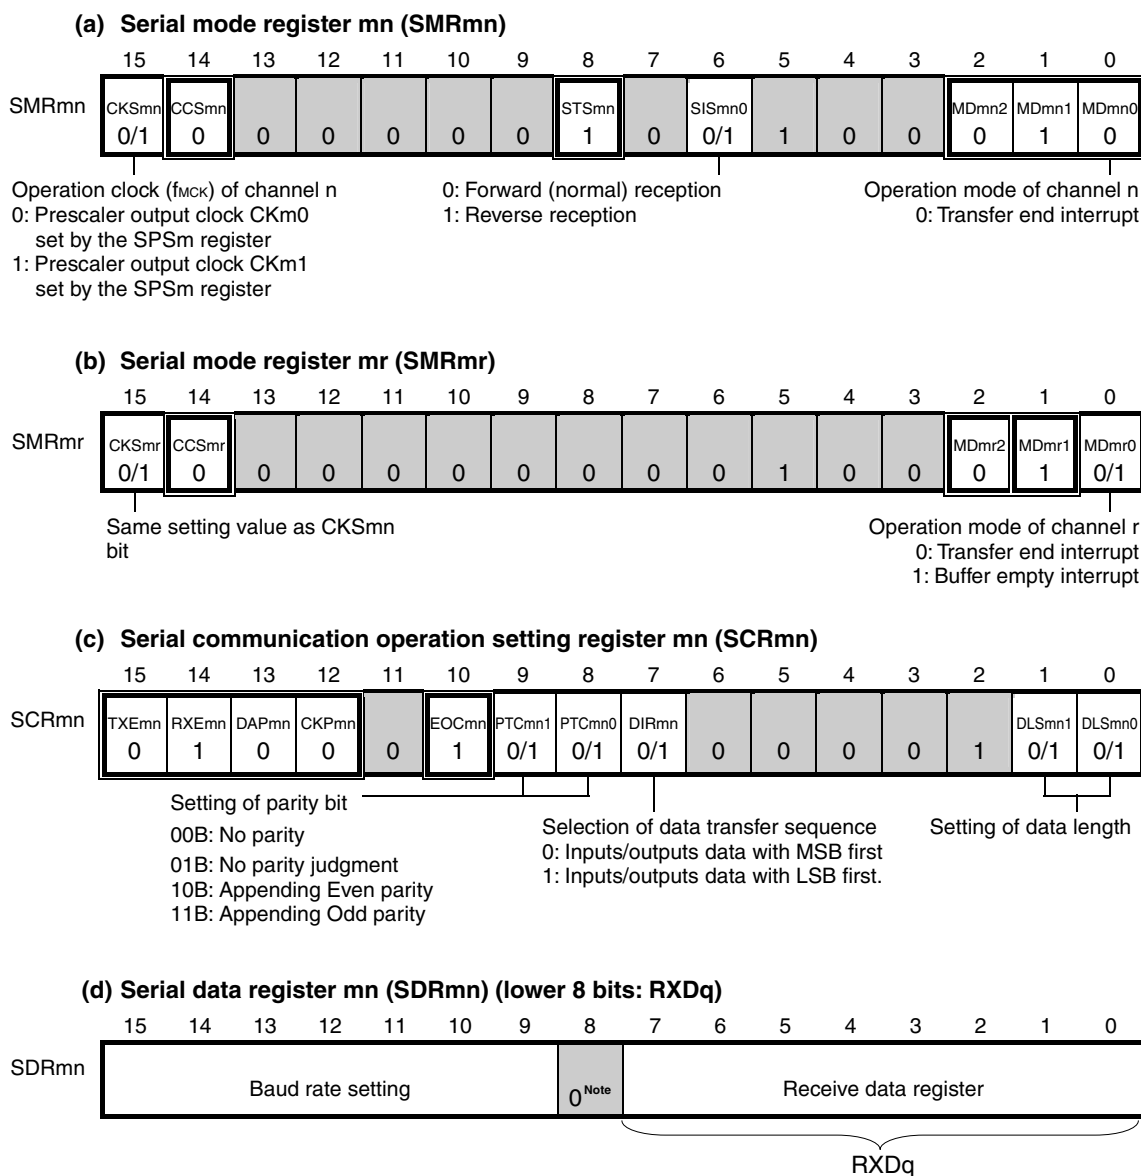 (a) Serial mode register mn (SMRmn)
15 14 13 12 11 10 9 8 7 6 5 4 3 2 1 0
SMRmn
CKSmn CCSmn STSmn SISmn0 MDmn2 MDmn1 MDmn0
0/1 0 0 0 0 0 0 1 0 0/1 1 0 0 0 1 0
Operation clock (fMCK) of channel n
0: Prescaler output clock CKm0
set by the SPSm register
1: Prescaler output clock CKm1
set by the SPSm register
0: Forward (normal) reception
1: Reverse reception
Operation mode of channel n
0: Transfer end interrupt
(b) Serial mode register mr (SMRmr)
15 14 13 12 11 10 9 8 7 6 5 4 3 2 1 0
SMRmr
CKSmr CCSmr MDmr2 MDmr1 MDmr0
0/1 0 0 0 0 0 0 0 0 0 1 0 0 0 1 0/1
Same setting value as CKSmn
bit
Operation mode of channel r
0: Transfer end interrupt
1: Buffer empty interrupt
(c) Serial communication operation setting register mn (SCRmn)
15 14 13 12 11 10 9 8 7 6 5 4 3 2 1 0
SCRmn
TXEmn RXEmn DAPmn CKPmn EOCmn PTCmn1 PTCmn0 DIRmn DLSmn1 DLSmn0
0 1 0 0 0 1 0/1 0/1 0/1 0 0 0 0 1 0/1 0/1
Setting of parity bit
00B: No parity
01B: No parity judgment
10B: Appending Even parity
11B: Appending Odd parity
Selection of data transfer sequence
0: Inputs/outputs data with MSB first
1: Inputs/outputs data with LSB first.
Setting of data length
(d) Serial data register mn (SDRmn) (lower 8 bits: RXDq)
15 14 13 12 11 10 9 8 7 6 5 4 3 2 1 0
SDRmn
Baud rate setting 0 Note Receive data register
RXDq